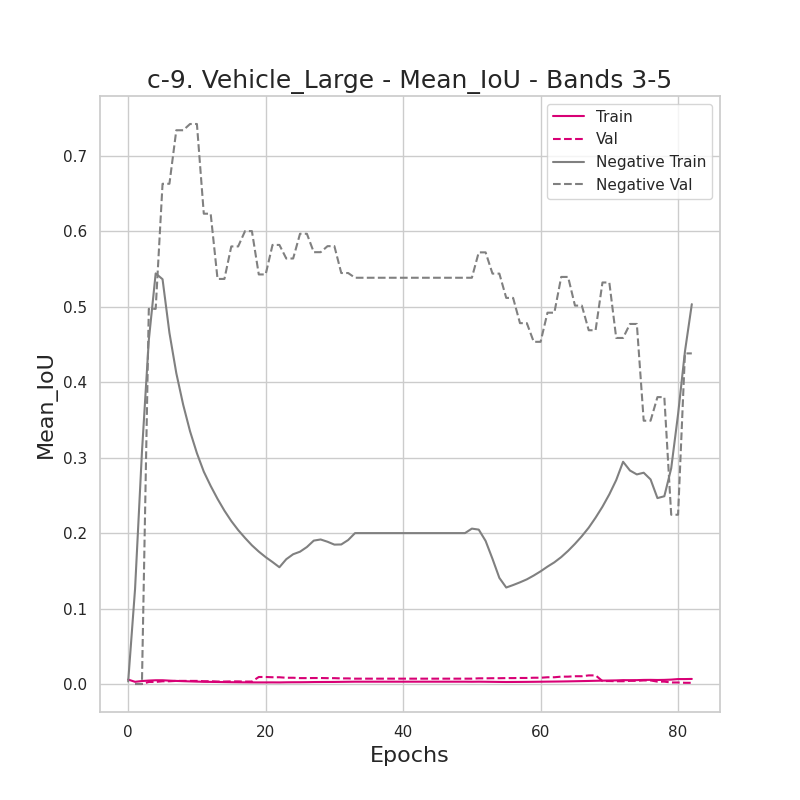 c-9. Vehicle_Large - Mean_IoU - Bands 3-5
Train
Val
Negative Train
Negative Val
Mean_IoU
0.7
0.6
0.5
0.4
0.3
0.2
0.1
0.0
0
20
40
60
80
Epochs